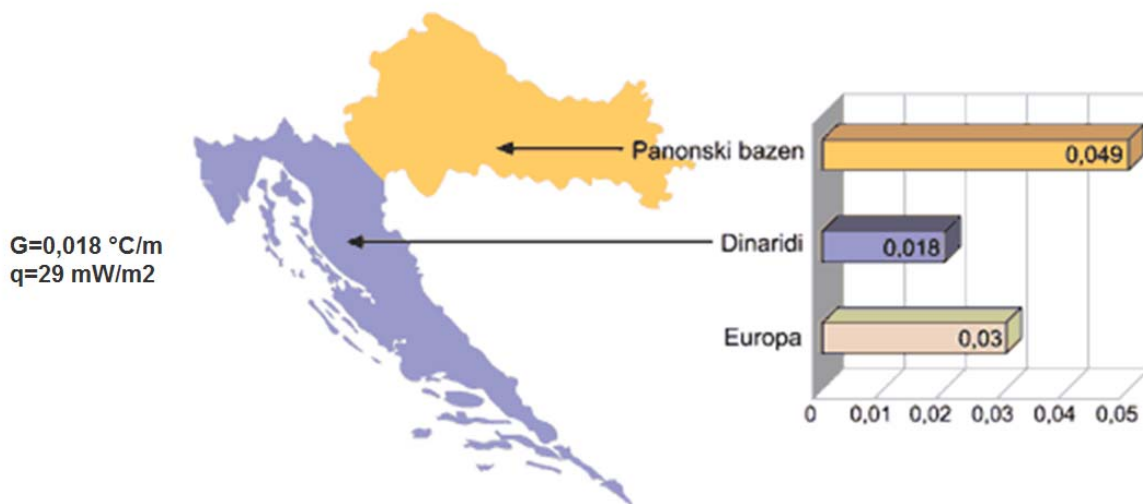 Panonski bazen
0,049
G=0,018 °C/m
q=29 mW/m2
Dinaridi
0,018
Europa
0,03
0 0,01 0,02 0,03 0,04 0,05